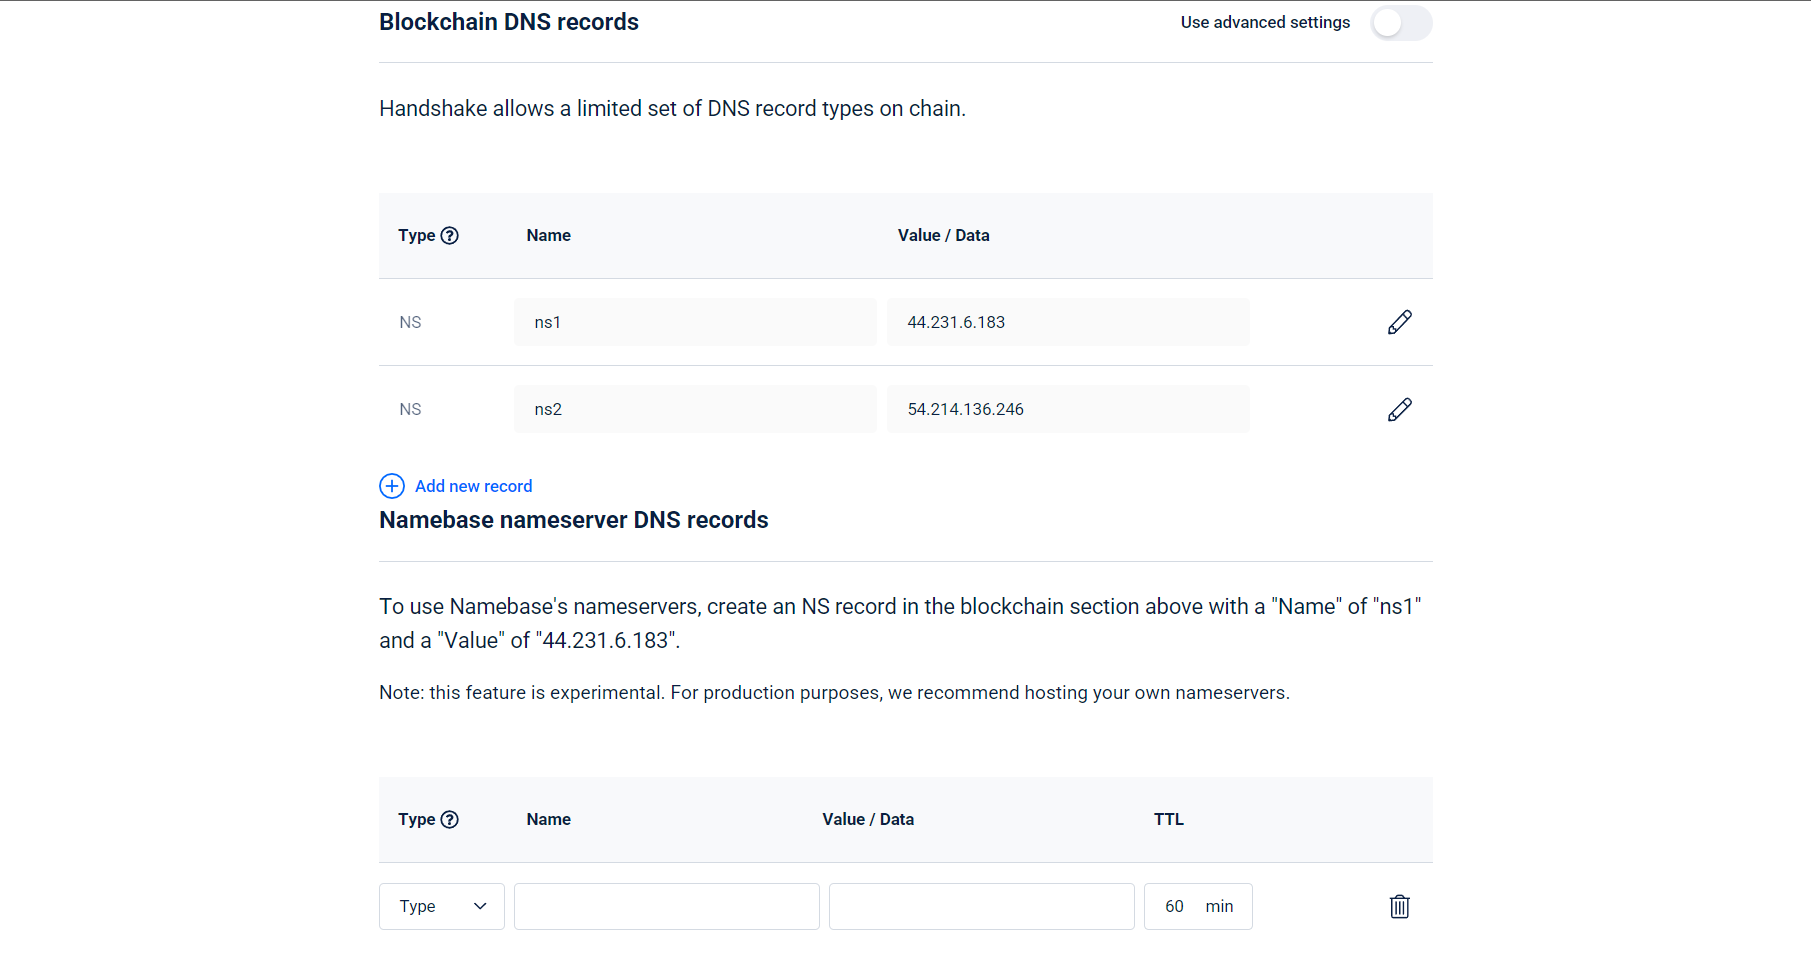 Blockchain DNS records
Use advanced settings
Handshake allows a limited set of DNS record types on chain.
Type ? Name Value / Data
NS ns1 44.231.6.183
NS ns2 54.214.136.246
Add new record
Namebase nameserver DNS records
To use Namebase's nameservers, create an NS record in the blockchain section above with a "Name" of "ns1"
and a "Value" of "44.231.6.183".
Note: this feature is experimental. For production purposes, we recommend hosting your own nameservers.
Type ? Name Value / Data TTL
Type 60 min